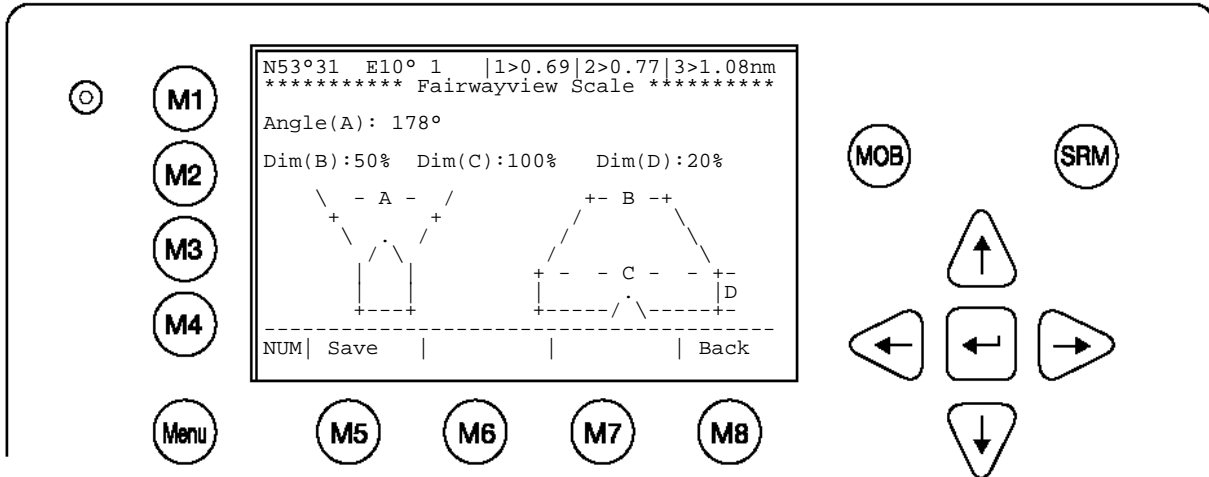 N53°31  E10° 1   |1>0.69|2>0.77|3>1.08nm
*********** Fairwayview Scale **********
Angle(A): 178°
Dim(B):50%  Dim(C):100%   Dim(D):20%
- A -
+- B -+
- - C - - +-
D
NUM| Save   |         |         | Back
M1
M2
M3
M4
Menu
M5
M6
M7
M8
MOB
SRM